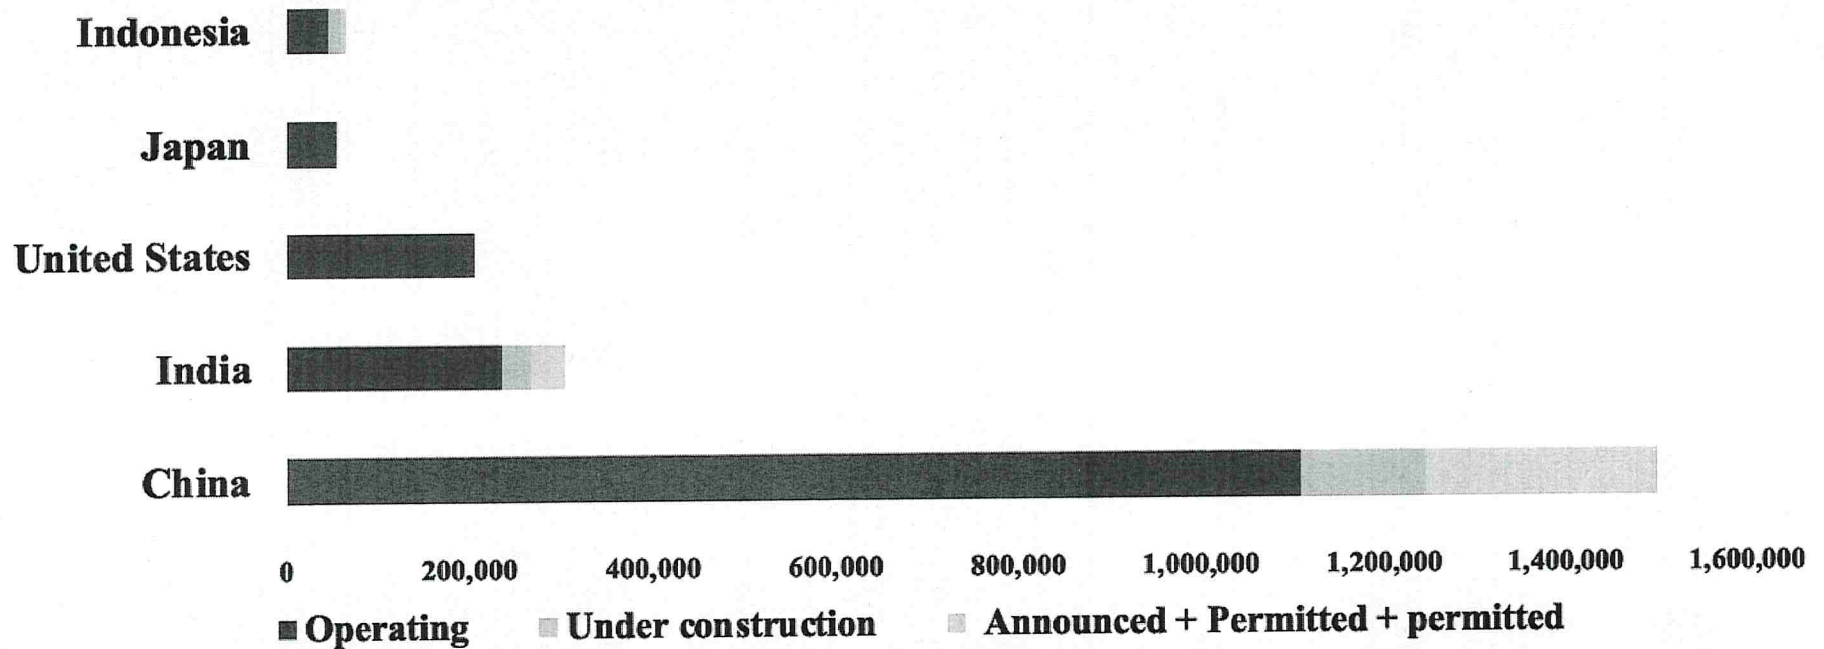 Indonesia
Japan
United States
India
China
0 200,000 400,000 600,000 800,000 1,000,000 1,200,000 1,400,000 1,600,000
Operating Under construction Announced + Permitted + permitted